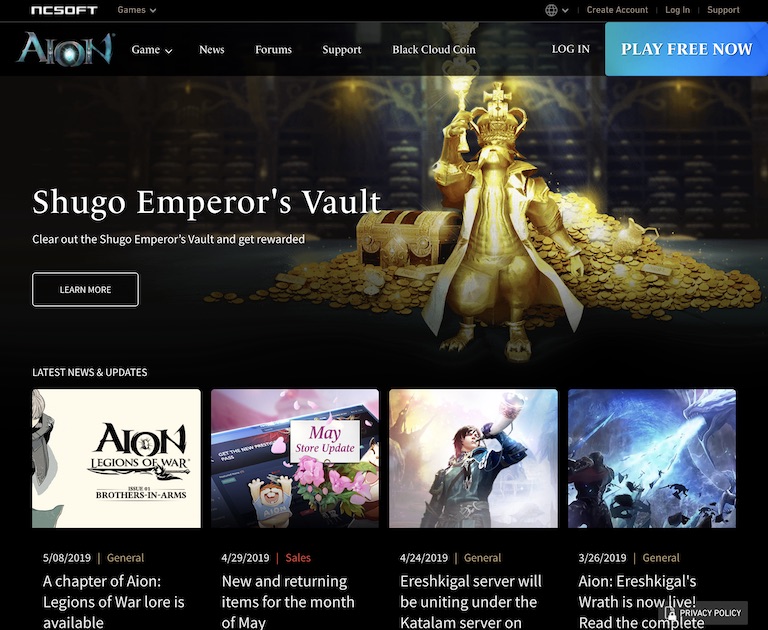 NCSOFT
Games
Create Account
Log In
Support
AION
Game
News
Forums
Support
Black Cloud Coin
LOG IN
PLAY FREE NOW
Shugo Emperor's Vault
Clear out the Shugo Emperor's Vault and get rewarded
LEARN MORE
LATEST NEWS & UPDATES
AION
LEGIONS OF WAR
ISSUE 01
BROTHERS-IN-ARMS
GET THE NEW PRESTIGE
PASS
May
Store Update
AION
5/08/2019 | General
A chapter of Aion:
Legions of War lore is
available
4/29/2019 | Sales
New and returning
items for the month
of May
4/24/2019 | General
Ereshkigal server will
be uniting under the
Katalam server on
3/26/2019 | General
Aion: Ereshkigal's
Wrath is now live!
Read the complete
PRIVACY POLICY